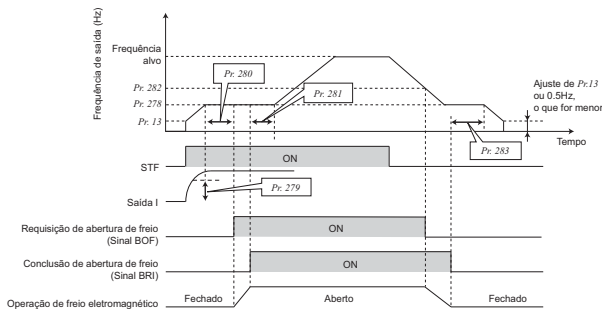 Frequência de saída (Hz)
Frequência
alvo
Pr. 282
Pr. 278
Pr. 13
Pr. 280
Pr. 281
Ajuste de Pr.13
ou 0.5Hz,
o que for menor
Pr. 283
Tempo
STF
ON
Pr. 279
Saída I
Requisição de abertura de freio
(Sinal BOF)
ON
Conclusão de abertura de freio
(Sinal BRI)
ON
Operação de freio eletromagnético
Fechado
Aberto
Fechado